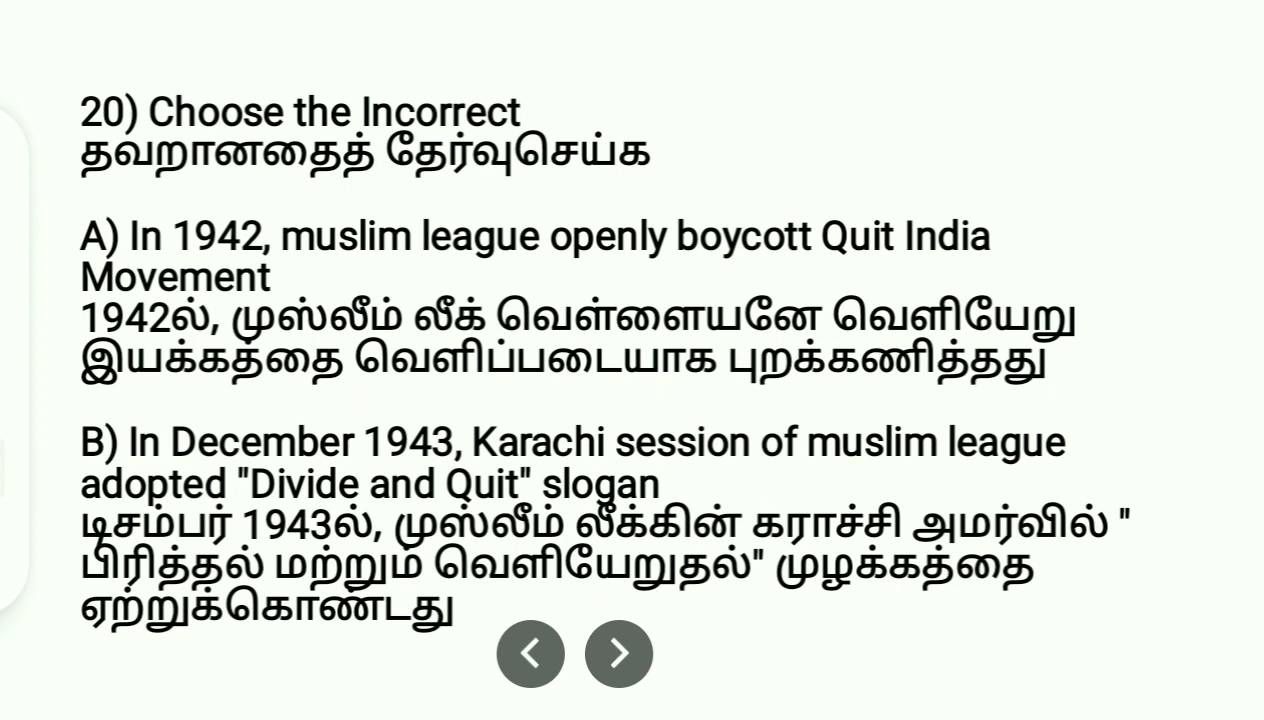 20) Choose the Incorrect
தவறானதைத் தேர்வுசெய்க
A) In 1942, muslim league openly boycott Quit India
Movement
1942ல், முஸ்லீம் லீக் வெள்ளையனே வெளியேறு
இயக்கத்தை வெளிப்படையாக புறக்கணித்தது
B) In December 1943, Karachi session of muslim league
adopted "Divide and Quit" slogan
டிசம்பர் 1943ல், முஸ்லீம் லீக்கின் கராச்சி அமர்வில் "
பிரித்தல் மற்றும் வெளியேறுதல்" முழக்கத்தை
ஏற்றுக்கொண்டது